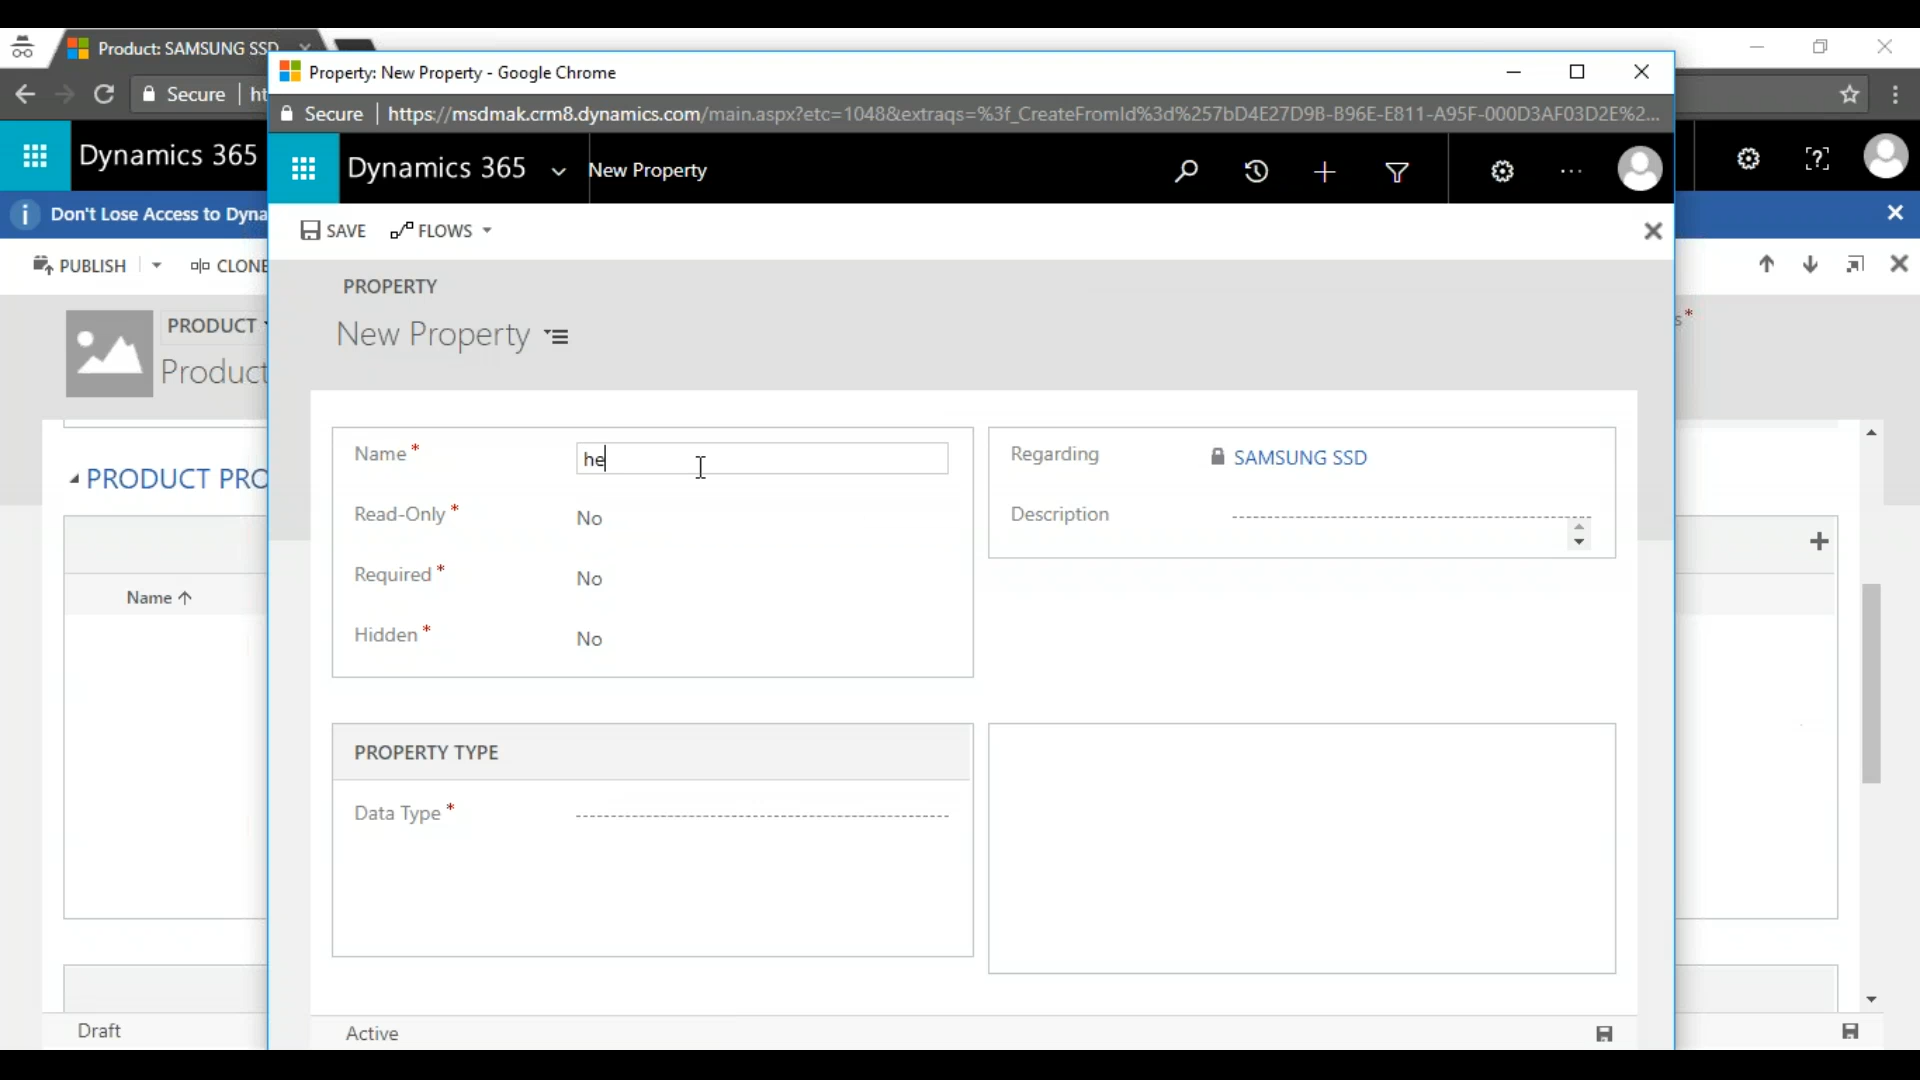 Product: SAMSUNG SSD
Property: New Property - Google Chrome
Secure
ht
Secure
https://msdmak.crm8.dynamics.com/main.aspx?etc=1048&extraqs=%3f_CreateFromId%3d%257bD4E27D9B-B96E-E811-A95F-000D3AF03D2E%2...
Dynamics 365
Dynamics 365
New Property
Don't Lose Access to Dyna
SAVE
FLOWS
PUBLISH
CLONE
PROPERTY
New Property
PRODUCT
Product
s*
Name*
he
Regarding
SAMSUNG SSD
Read-Only*
No
Description
Required*
No
Hidden*
No
PRODUCT PRO
Name
PROPERTY TYPE
Data Type*
Draft
Active